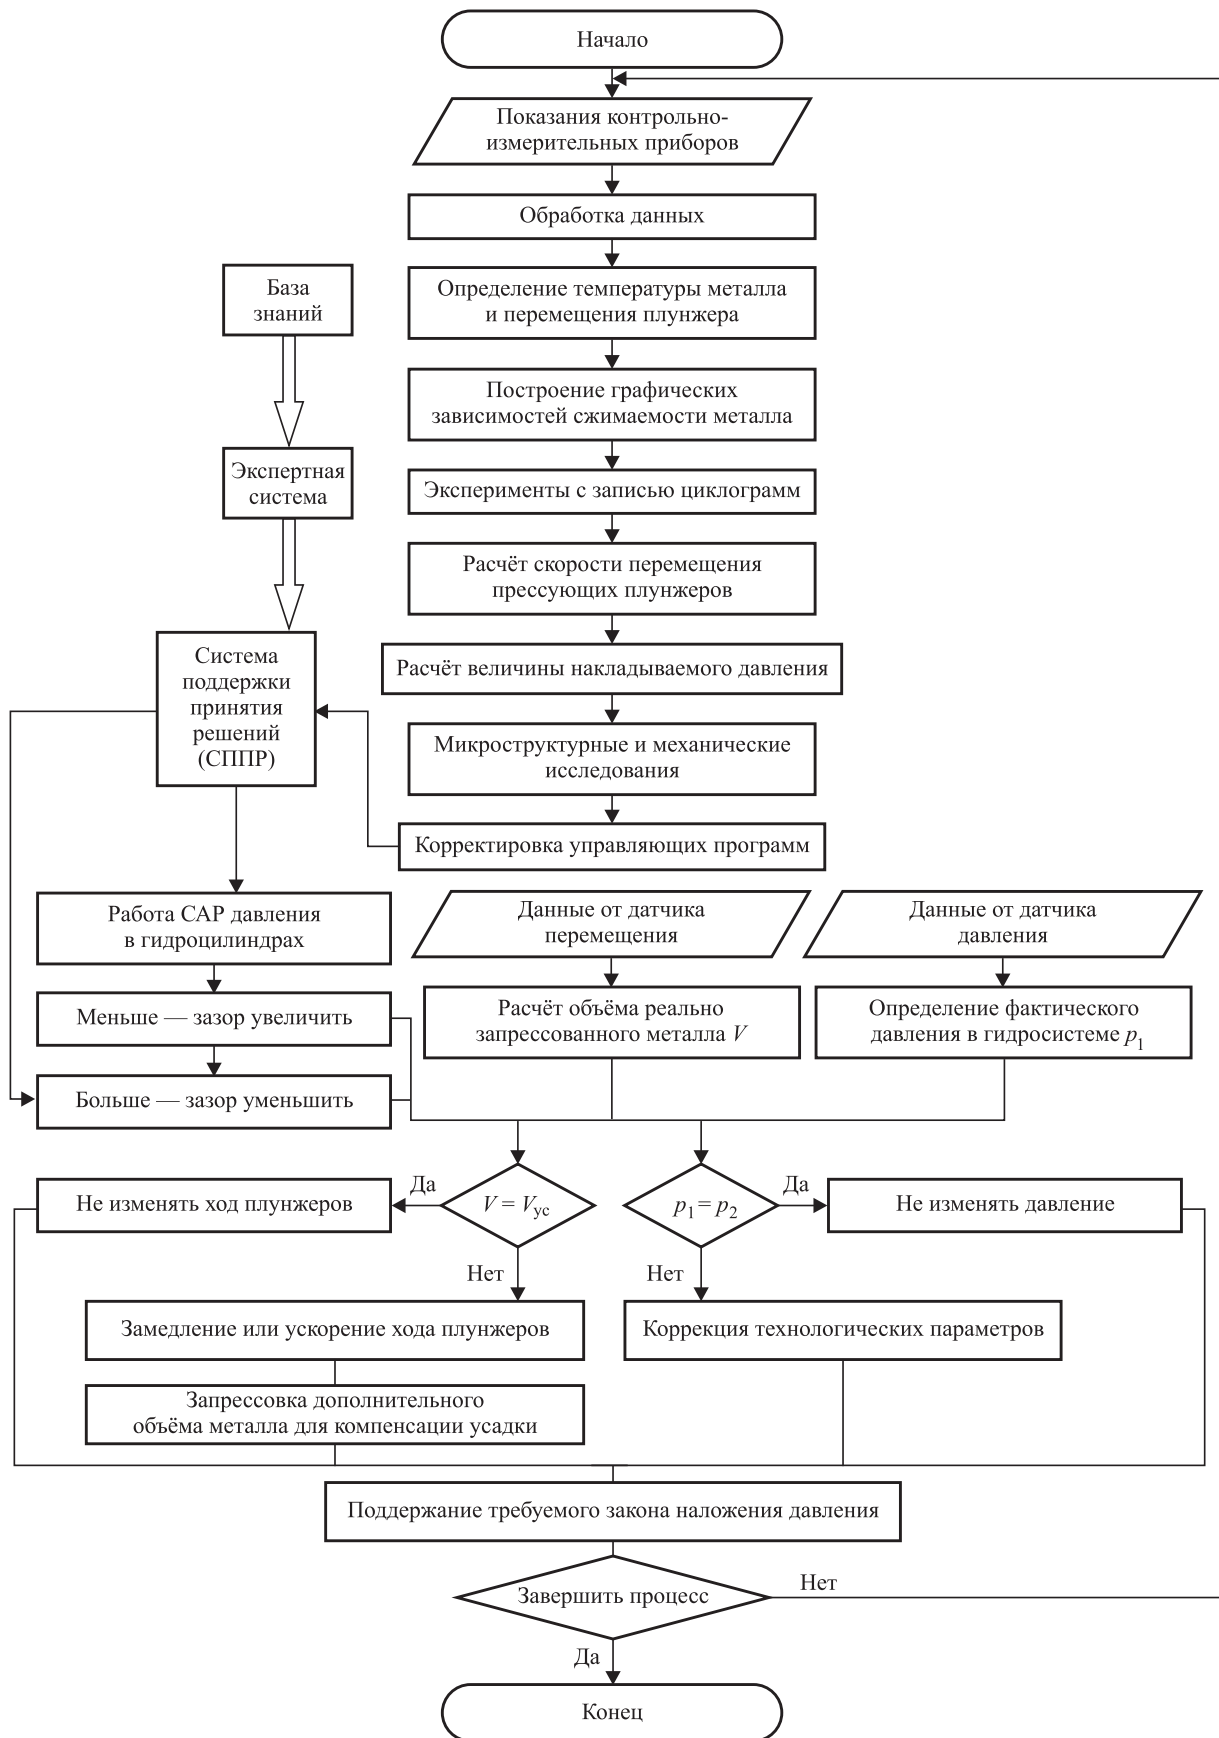 Начало
Показания контрольно-
измерительных приборов
Обработка данных
База
знаний
Определение температуры металла
и перемещения плунжера
Построение графических
зависимостей сжимаемости металла
Экспертная
система
Эксперименты с записью циклограмм
Расчёт скорости перемещения
прессующих плунжеров
Система
поддержки
принятия
решений
(СППР)
Расчёт величины накладываемого давления
Микроструктурные и механические
исследования
Корректировка управляющих программ
Работа САР давления
в гидроцилиндрах
Данные от датчика
перемещения
Данные от датчика
давления
Меньше — зазор увеличить
Расчёт объёма реально
запрессованного металла V
Определение фактического
давления в гидросистеме p1
Больше — зазор уменьшить
Не изменять ход плунжеров
Да
V = Vус
p1 = p2
Да
Не изменять давление
Нет
Нет
Замедление или ускорение хода плунжеров
Коррекция технологических параметров
Запрессовка дополнительного
объёма металла для компенсации усадки
Поддержание требуемого закона наложения давления
Завершить процесс
Нет
Да
Конец